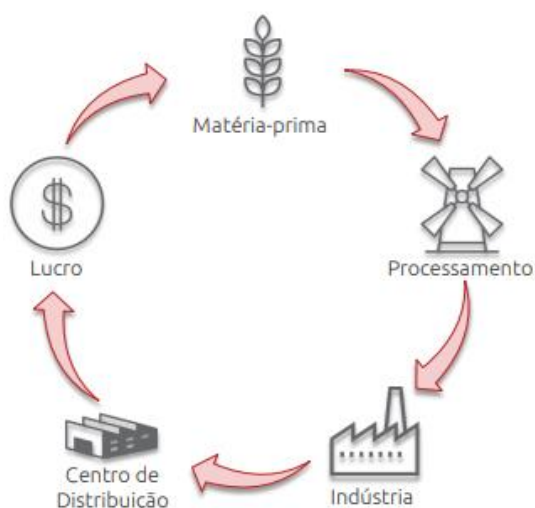 Matéria-prima
Processamento
Indústria
Centro de
Distribuição
Lucro
$